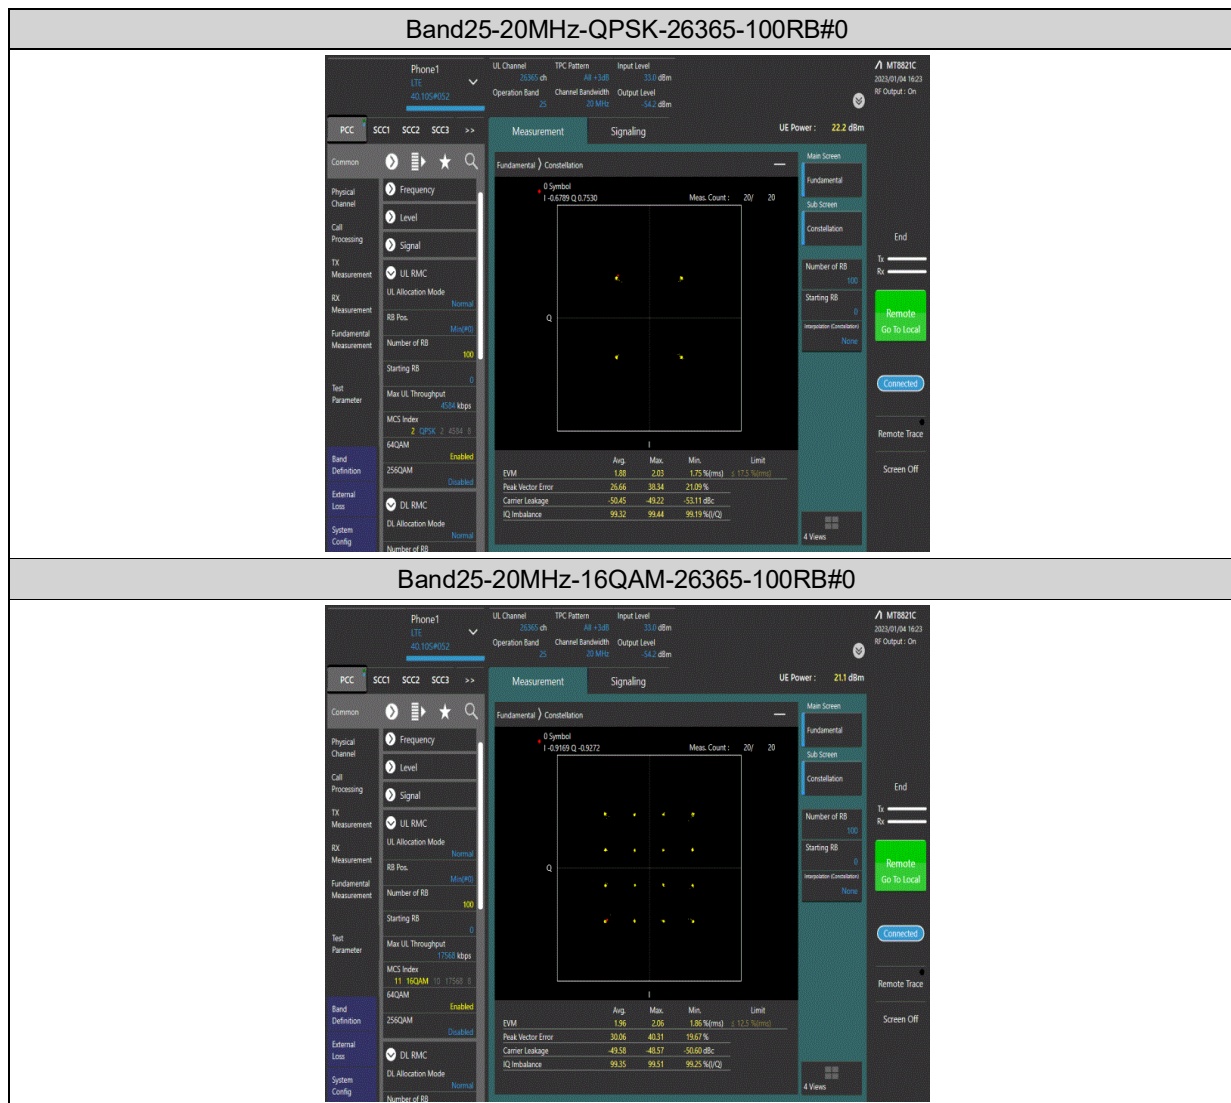 Band25-20MHz-QPSK-26365-100RB#0
Phone1
LTE
40.10S#052
UL Channel TPC Pattern Input Level
26365 ch All +3dB 33.0 dBm
Operation Band Channel Bandwidth Output Level
25 20 MHz -54.2 dBm
MT8821C
2023/01/04 16:23
RF Output : On
PCC SCC1 SCC2 SCC3 >>
Measurement Signaling
UE Power : 22.2 dBm
Common
Physical Channel
Call Processing
TX Measurement
RX Measurement
Fundamental Measurement
Test Parameter
Band Definition
External Loss
System Config
Frequency
Level
Signal
UL RMC
UL Allocation Mode
Normal
RB Pos.
Min(#0)
Number of RB
100
Starting RB
0
Max UL Throughput
4584 kbps
MCS Index
2 QPSK 2 4584 B
64QAM
Enabled
256QAM
Disabled
DL RMC
DL Allocation Mode
Normal
Number of RB
Fundamental ⟩ Constellation
0 Symbol
I -0.6789 Q 0.7530 Meas. Count : 20/ 20
Q
I
Avg. Max. Min. Limit
EVM 1.88 2.03 1.75 %(rms) ≤ 17.5 %(rms)
Peak Vector Error 26.66 38.34 21.09 %
Carrier Leakage -50.45 -49.22 -53.11 dBc
IQ Imbalance 99.32 99.44 99.19 %(I/Q)
Main Screen
Fundamental
Sub Screen
Constellation
Number of RB
100
Starting RB
0
Interpolation (Constellation)
None
4 Views
End
Tx
Rx
Remote
Go To Local
Connected
Remote Trace
Screen Off
Band25-20MHz-16QAM-26365-100RB#0
Phone1
LTE
40.10S#052
UL Channel TPC Pattern Input Level
26365 ch All +3dB 33.0 dBm
Operation Band Channel Bandwidth Output Level
25 20 MHz -54.2 dBm
MT8821C
2023/01/04 16:23
RF Output : On
PCC SCC1 SCC2 SCC3 >>
Measurement Signaling
UE Power : 21.1 dBm
Common
Physical Channel
Call Processing
TX Measurement
RX Measurement
Fundamental Measurement
Test Parameter
Band Definition
External Loss
System Config
Frequency
Level
Signal
UL RMC
UL Allocation Mode
Normal
RB Pos.
Min(#0)
Number of RB
100
Starting RB
0
Max UL Throughput
17568 kbps
MCS Index
11 16QAM 10 17568 B
64QAM
Enabled
256QAM
Disabled
DL RMC
DL Allocation Mode
Normal
Number of RB
Fundamental ⟩ Constellation
0 Symbol
I -0.9169 Q -0.9272 Meas. Count : 20/ 20
Q
I
Avg. Max. Min. Limit
EVM 1.96 2.06 1.86 %(rms) ≤ 12.5 %(rms)
Peak Vector Error 30.06 40.31 19.67 %
Carrier Leakage -49.58 -48.57 -50.60 dBc
IQ Imbalance 99.35 99.51 99.25 %(I/Q)
Main Screen
Fundamental
Sub Screen
Constellation
Number of RB
100
Starting RB
0
Interpolation (Constellation)
None
4 Views
End
Tx
Rx
Remote
Go To Local
Connected
Remote Trace
Screen Off